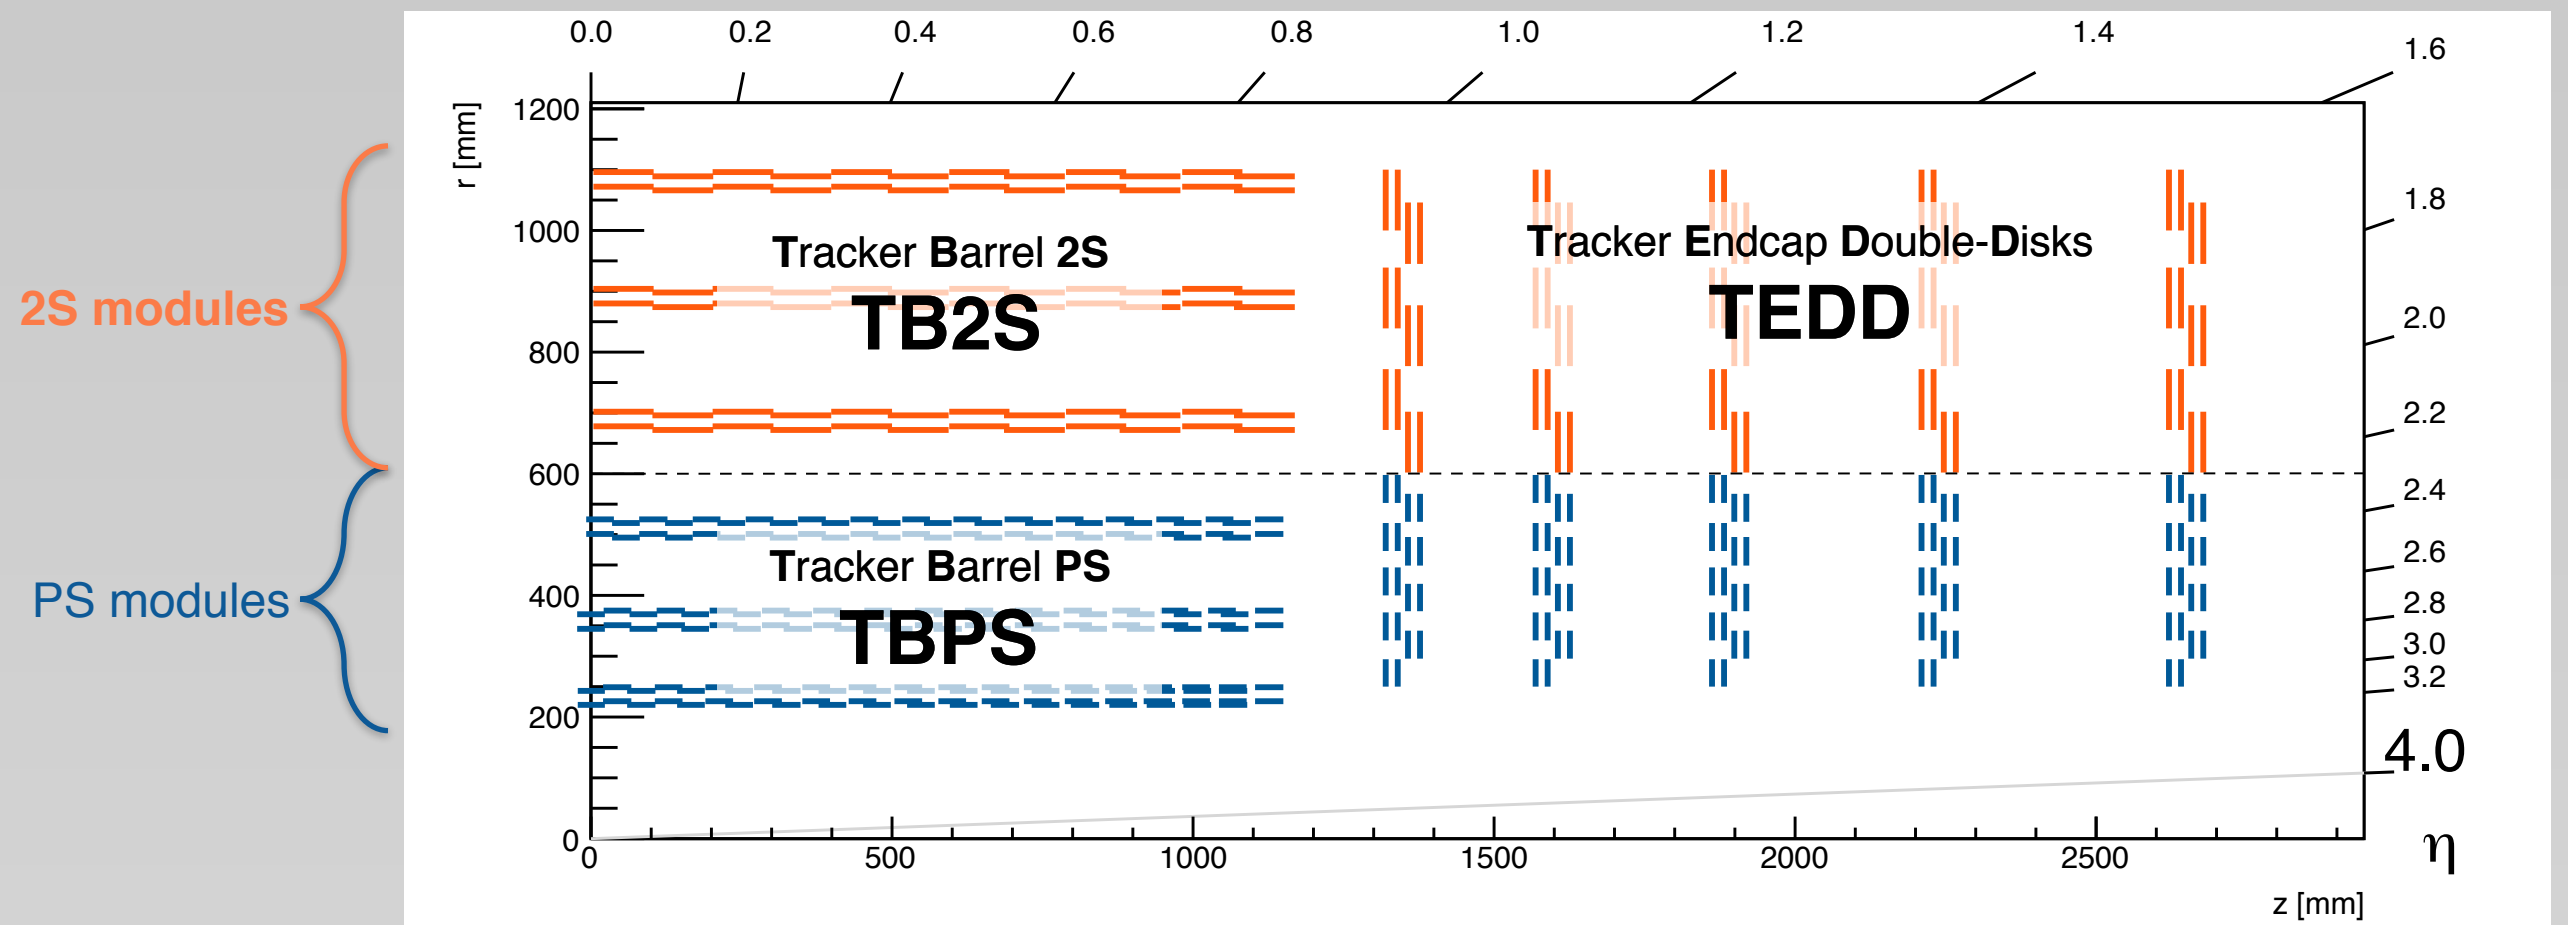 0.0 0.2 0.4 0.6 0.8 1.0 1.2 1.4 1.6
r [mm]
1200
1000
800
600
400
200
0
1.8
2.0
2.2
2.4
2.6
2.8
3.0
3.2
4.0
η
2S modules
PS modules
Tracker Barrel 2S
TB2S
Tracker Endcap Double-Disks
TEDD
Tracker Barrel PS
TBPS
0 500 1000 1500 2000 2500
z [mm]